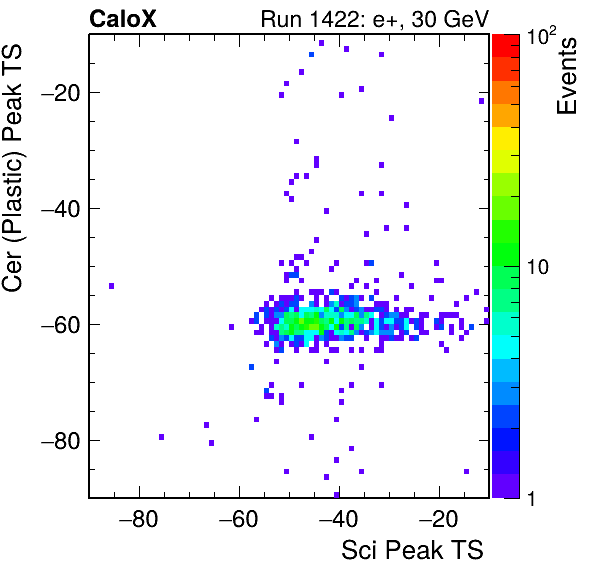 CaloX
Run 1422: e+, 30 GeV
Cer (Plastic) Peak TS
−20
−40
−60
−80
−80
−60
−40
−20
Sci Peak TS
10²
10
1
Events